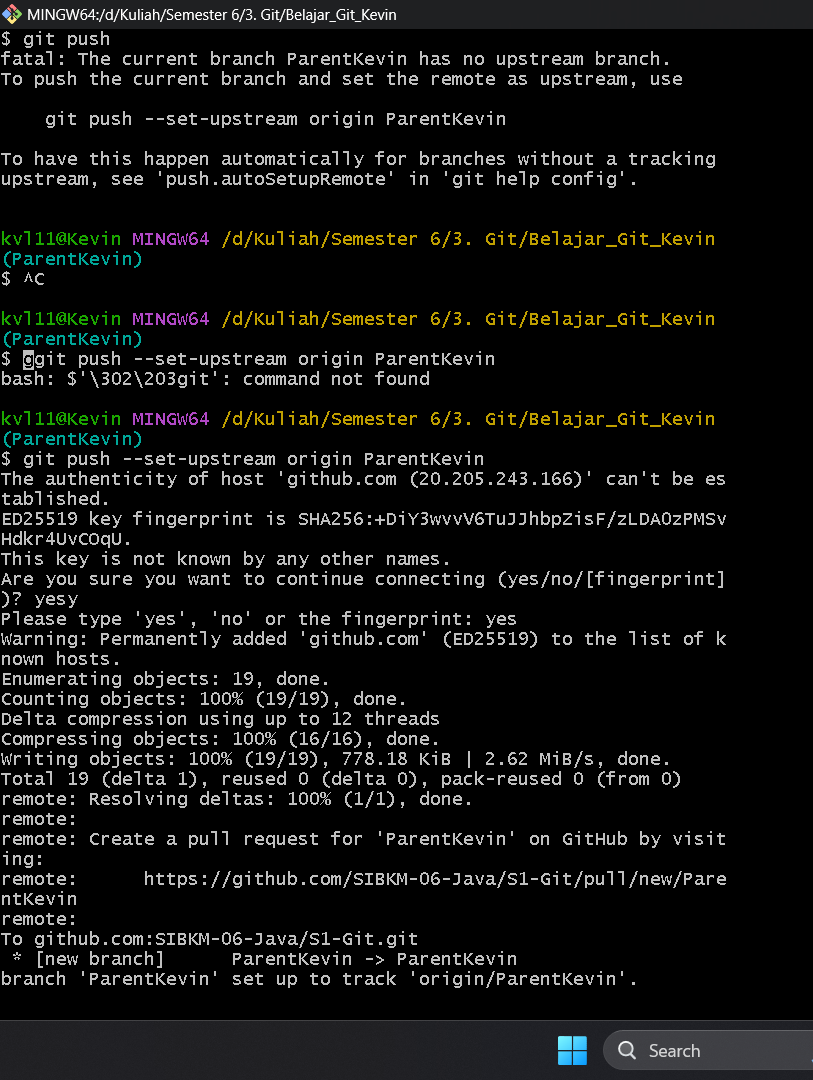 MINGW64:/d/Kuliah/Semester 6/3. Git/Belajar_Git_Kevin
$ git push
fatal: The current branch ParentKevin has no upstream branch.
To push the current branch and set the remote as upstream, use
git push --set-upstream origin ParentKevin
To have this happen automatically for branches without a tracking
upstream, see 'push.autoSetupRemote' in 'git help config'.
kvl11@Kevin MINGW64 /d/Kuliah/Semester 6/3. Git/Belajar_Git_Kevin
(ParentKevin)
$ ^C
kvl11@Kevin MINGW64 /d/Kuliah/Semester 6/3. Git/Belajar_Git_Kevin
(ParentKevin)
$ ggit push --set-upstream origin ParentKevin
bash: $'\302\203git': command not found
kvl11@Kevin MINGW64 /d/Kuliah/Semester 6/3. Git/Belajar_Git_Kevin
(ParentKevin)
$ git push --set-upstream origin ParentKevin
The authenticity of host 'github.com (20.205.243.166)' can't be es
tablished.
ED25519 key fingerprint is SHA256:+DiY3wvvV6TuJJhbpZisF/zLDA0zPMSv
Hdkr4UvCOqU.
This key is not known by any other names.
Are you sure you want to continue connecting (yes/no/[fingerprint]
)? yesy
Please type 'yes', 'no' or the fingerprint: yes
Warning: Permanently added 'github.com' (ED25519) to the list of k
nown hosts.
Enumerating objects: 19, done.
Counting objects: 100% (19/19), done.
Delta compression using up to 12 threads
Compressing objects: 100% (16/16), done.
Writing objects: 100% (19/19), 778.18 KiB | 2.62 MiB/s, done.
Total 19 (delta 1), reused 0 (delta 0), pack-reused 0 (from 0)
remote: Resolving deltas: 100% (1/1), done.
remote:
remote: Create a pull request for 'ParentKevin' on GitHub by visit
ing:
remote:      https://github.com/SIBKM-06-Java/S1-Git/pull/new/Pare
ntKevin
remote:
To github.com:SIBKM-06-Java/S1-Git.git
* [new branch]      ParentKevin -> ParentKevin
branch 'ParentKevin' set up to track 'origin/ParentKevin'.
Search